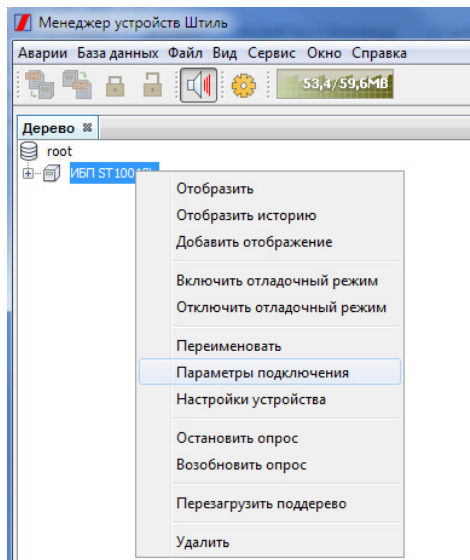 Менеджер устройств Штиль
Аварии База данных Файл Вид Сервис Окно Справка
53,4/59,6MB
Дерево
root
ИБП ST100
Отобразить
Отобразить историю
Добавить отображение
Включить отладочный режим
Отключить отладочный режим
Переименовать
Параметры подключения
Настройки устройства
Остановить опрос
Возобновить опрос
Перезагрузить поддерево
Удалить